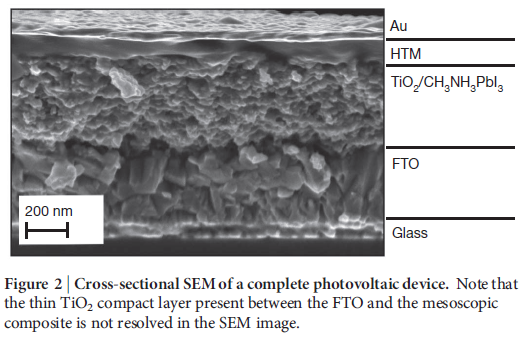 Au
HTM
TiO₂/CH₃NH₃PbI₃
FTO
200 nm
Glass
Figure 2 | Cross-sectional SEM of a complete photovoltaic device. Note that
the thin TiO₂ compact layer present between the FTO and the mesoscopic
composite is not resolved in the SEM image.